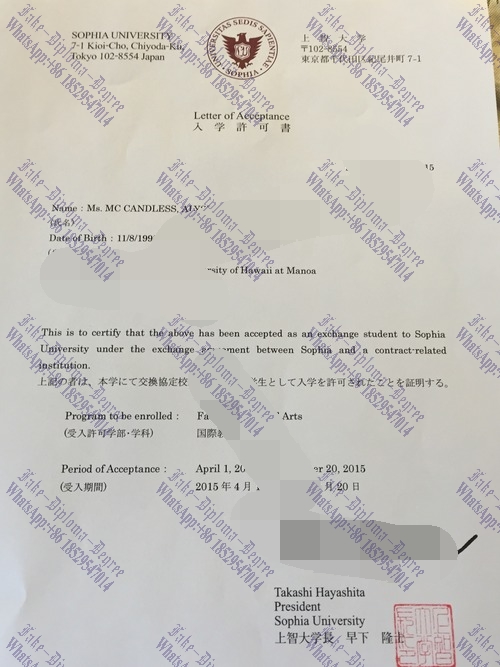 SOPHIA UNIVERSITY
7-1 Kioi-Cho, Chiyoda-Ku,
Tokyo 102-8554 Japan
UNIVERSITAS SEDIS SAPIENTIAE
SOPHIA
上智大学
〒102-8554
東京都千代田区紀尾井町 7-1
Letter of Acceptance
入 学 許 可 書
15
Name : Ms. MC CANDLESS,
(氏名)
Date of Birth : 11/8/199
of Hawaii at Manoa
This is to certify that the above has been accepted as an exchange student to Sophia
University under the exchange agreement between Sophia and a contract-related
institution.
上記の者は、本学にて交換協定校 学生として入学を許可されたことを証明する。
Program to be enrolled : Arts
(受入許可学部・学科) 国際
Period of Acceptance : April 1, 20, 2015
(受入期間) 2015 年 4 月 月 20 日
Takashi Hayashita
President
Sophia University
上智大学長 早下 隆士
Fake-Diploma-Degree
WhatsApp:+86 18529547014